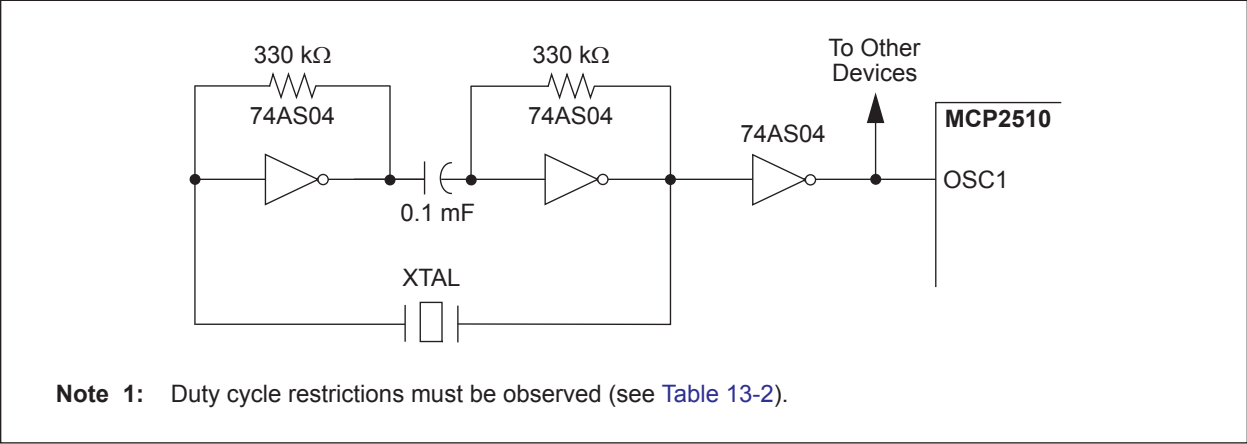 330 kΩ
74AS04
0.1 mF
330 kΩ
74AS04
XTAL
74AS04
To Other
Devices
MCP2510
OSC1
Note 1: Duty cycle restrictions must be observed (see Table 13-2).